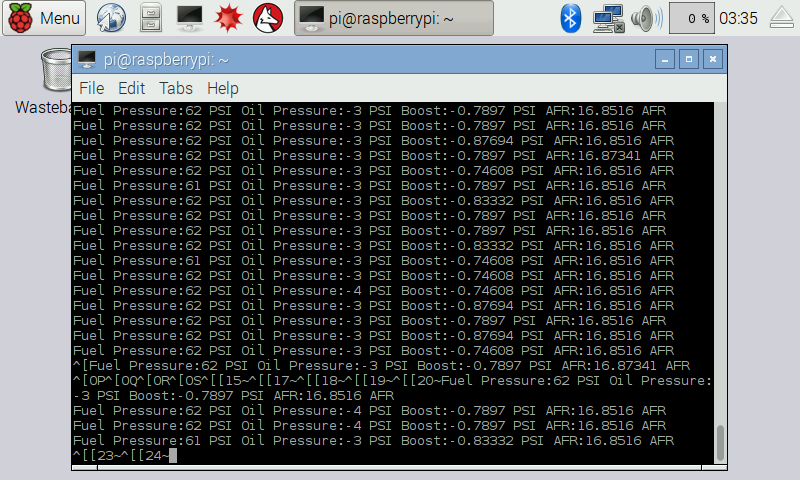 Menu
pi@raspberrypi: ~
0 %
03:35
Wasteba
pi@raspberrypi: ~
File Edit Tabs Help
Fuel Pressure:62 PSI Oil Pressure:-3 PSI Boost:-0.7897 PSI AFR:16.8516 AFR
Fuel Pressure:62 PSI Oil Pressure:-3 PSI Boost:-0.7897 PSI AFR:16.8516 AFR
Fuel Pressure:62 PSI Oil Pressure:-3 PSI Boost:-0.87694 PSI AFR:16.8516 AFR
Fuel Pressure:62 PSI Oil Pressure:-3 PSI Boost:-0.7897 PSI AFR:16.87341 AFR
Fuel Pressure:62 PSI Oil Pressure:-3 PSI Boost:-0.74608 PSI AFR:16.8516 AFR
Fuel Pressure:61 PSI Oil Pressure:-3 PSI Boost:-0.7897 PSI AFR:16.8516 AFR
Fuel Pressure:62 PSI Oil Pressure:-3 PSI Boost:-0.83332 PSI AFR:16.8516 AFR
Fuel Pressure:62 PSI Oil Pressure:-3 PSI Boost:-0.7897 PSI AFR:16.8516 AFR
Fuel Pressure:62 PSI Oil Pressure:-3 PSI Boost:-0.7897 PSI AFR:16.8516 AFR
Fuel Pressure:62 PSI Oil Pressure:-3 PSI Boost:-0.83332 PSI AFR:16.8516 AFR
Fuel Pressure:61 PSI Oil Pressure:-3 PSI Boost:-0.74608 PSI AFR:16.8516 AFR
Fuel Pressure:62 PSI Oil Pressure:-3 PSI Boost:-0.74608 PSI AFR:16.8516 AFR
Fuel Pressure:62 PSI Oil Pressure:-4 PSI Boost:-0.74608 PSI AFR:16.8516 AFR
Fuel Pressure:62 PSI Oil Pressure:-3 PSI Boost:-0.87694 PSI AFR:16.8516 AFR
Fuel Pressure:62 PSI Oil Pressure:-3 PSI Boost:-0.7897 PSI AFR:16.8516 AFR
Fuel Pressure:62 PSI Oil Pressure:-3 PSI Boost:-0.87694 PSI AFR:16.8516 AFR
Fuel Pressure:62 PSI Oil Pressure:-3 PSI Boost:-0.74608 PSI AFR:16.8516 AFR
^[Fuel Pressure:62 PSI Oil Pressure:-3 PSI Boost:-0.7897 PSI AFR:16.87341 AFR
^[OP^[OQ^[OR^[OS^[[15~^[[17~^[[18~^[[19~^[[20~Fuel Pressure:62 PSI Oil Pressure:
-3 PSI Boost:-0.7897 PSI AFR:16.8516 AFR
Fuel Pressure:62 PSI Oil Pressure:-4 PSI Boost:-0.7897 PSI AFR:16.8516 AFR
Fuel Pressure:62 PSI Oil Pressure:-4 PSI Boost:-0.7897 PSI AFR:16.8516 AFR
Fuel Pressure:61 PSI Oil Pressure:-3 PSI Boost:-0.83332 PSI AFR:16.8516 AFR
^[[23~^[[24~